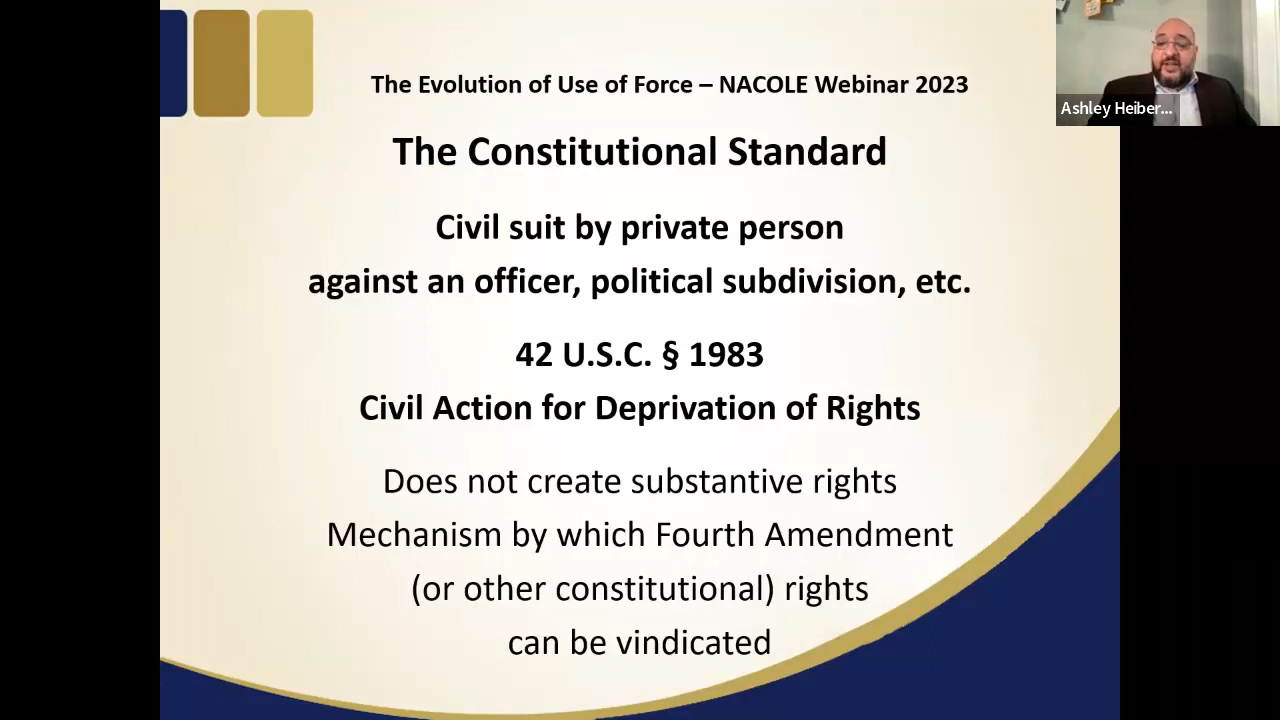 The Evolution of Use of Force – NACOLE Webinar 2023
Ashley Heiber...
The Constitutional Standard
Civil suit by private person
against an officer, political subdivision, etc.
42 U.S.C. § 1983
Civil Action for Deprivation of Rights
Does not create substantive rights
Mechanism by which Fourth Amendment
(or other constitutional) rights
can be vindicated